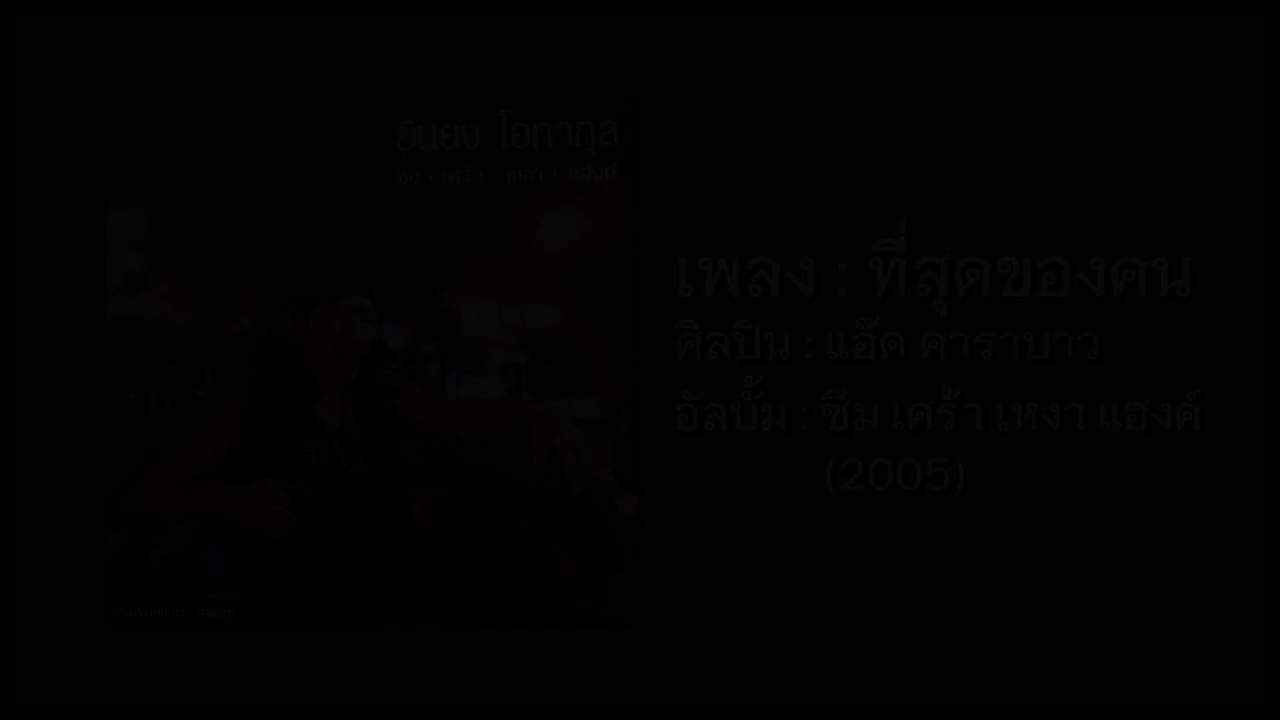 ยืนยง โอภากุล
ซึม · เศร้า · เหงา · แฮงค์
เพลง : ที่สุดของคน
ศิลปิน : แอ๊ด คาราบาว
อัลบั้ม : ซึม เศร้า เหงา แฮงค์
(2005)